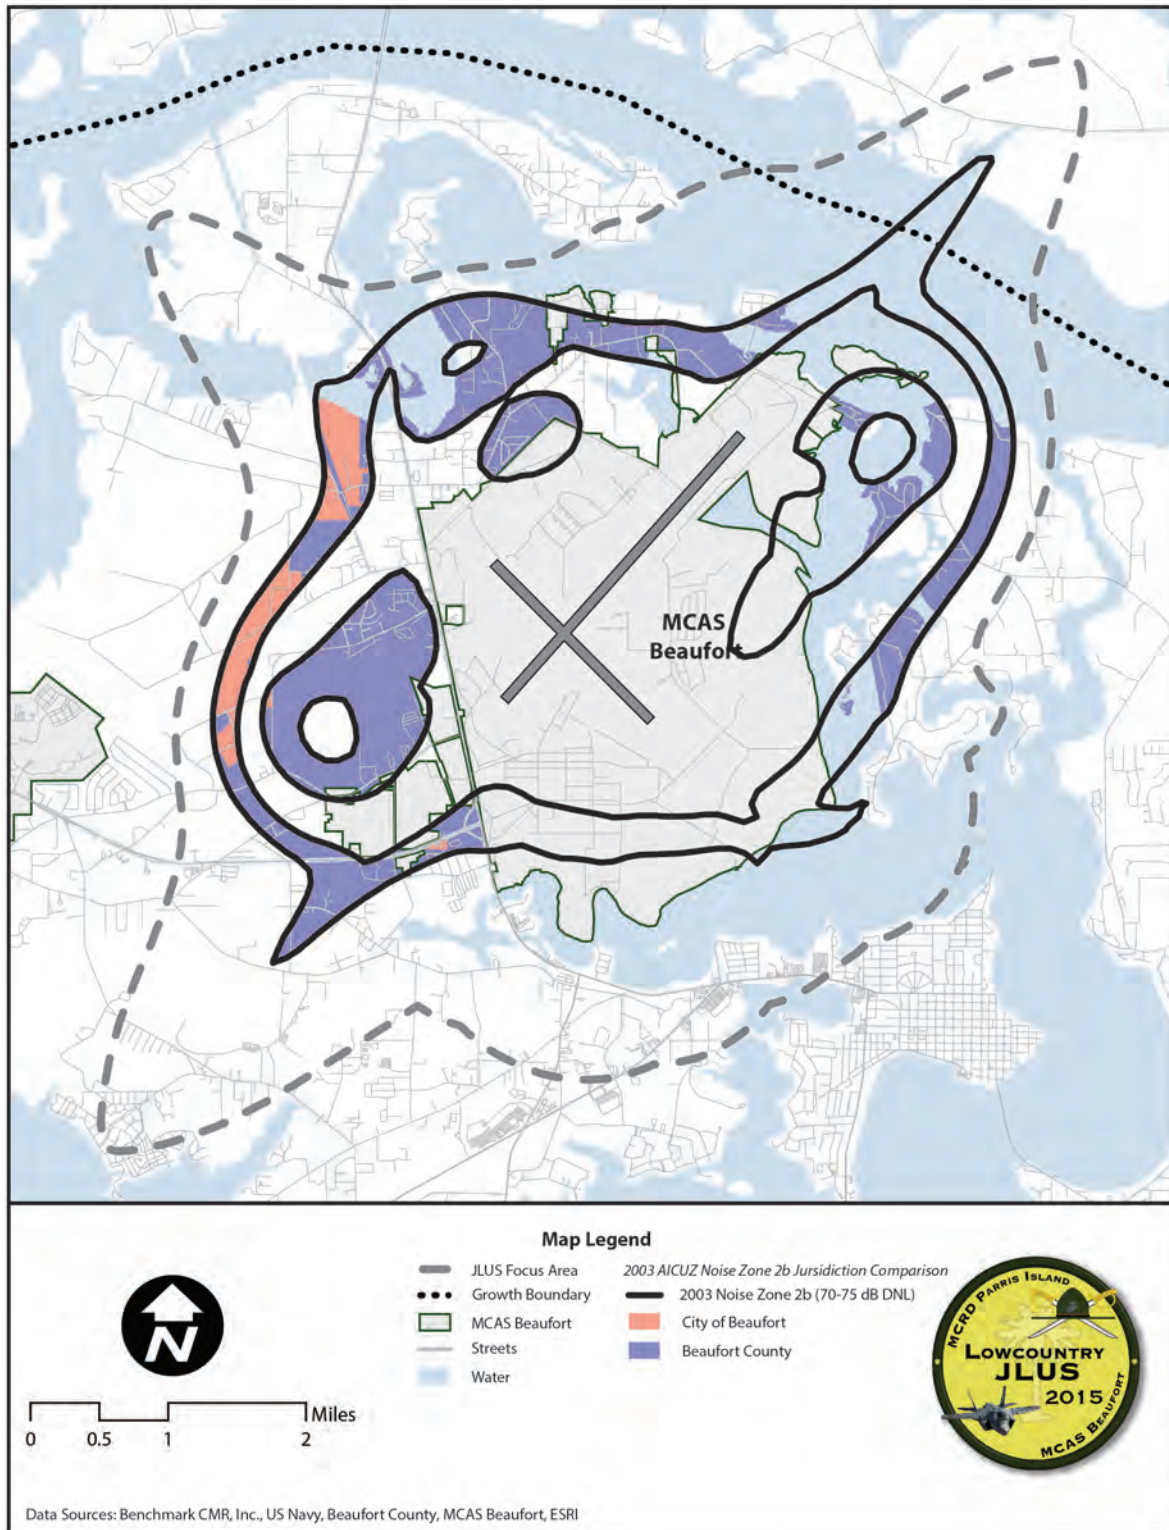 MCAS
Beaufort
Map Legend
JLUS Focus Area
Growth Boundary
MCAS Beaufort
Streets
Water
2003 AICUZ Noise Zone 2b Jursidiction Comparison
2003 Noise Zone 2b (70-75 dB DNL)
City of Beaufort
Beaufort County
N
Miles
0 0.5 1 2
MCRD Parris Island
Lowcountry
JLUS
2015
MCAS Beaufort
Data Sources: Benchmark CMR, Inc., US Navy, Beaufort County, MCAS Beaufort, ESRI